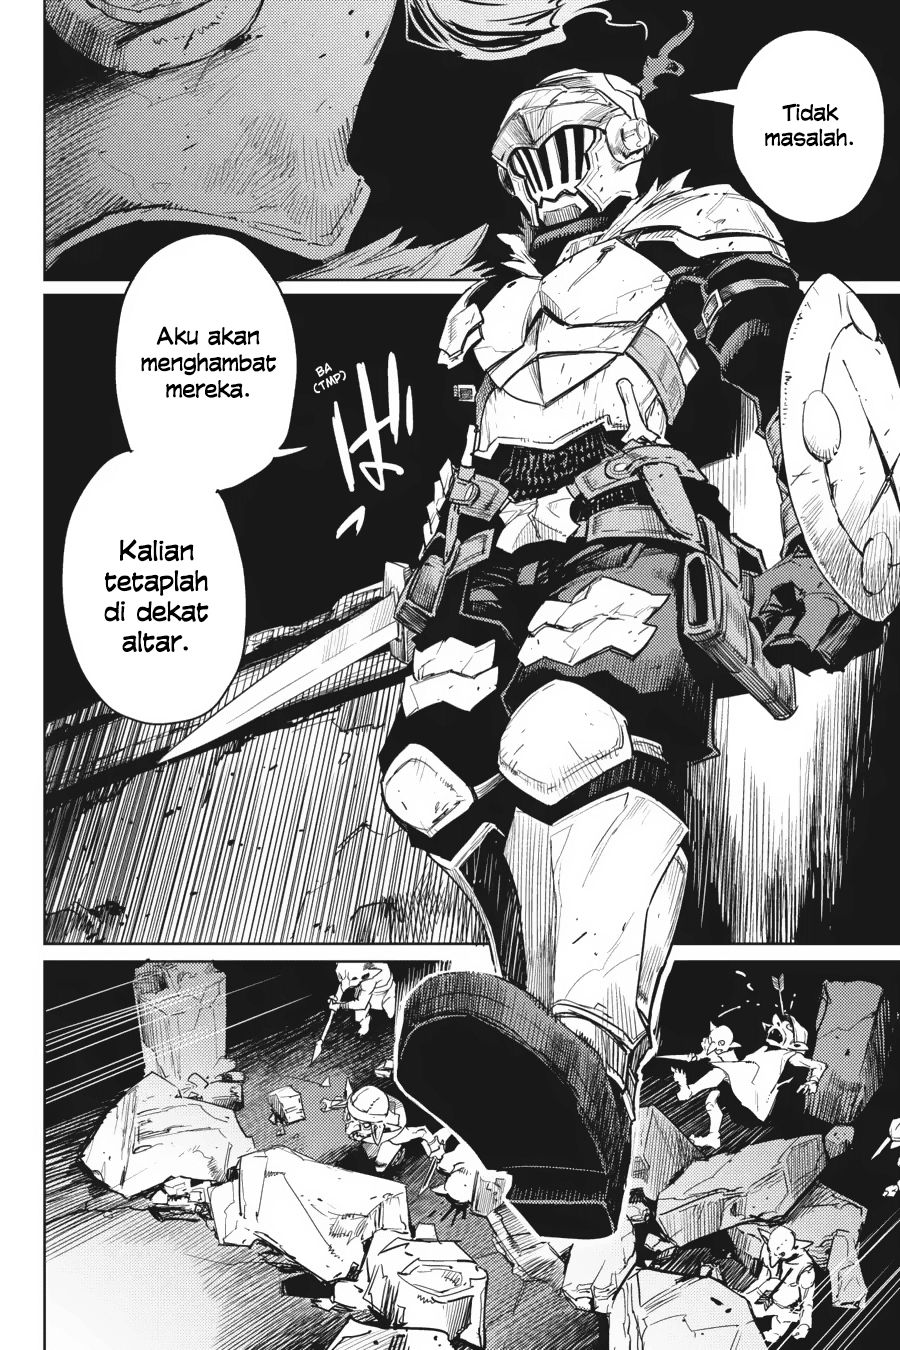 Tidak
masalah.
Aku akan
menghambat
mereka.
BA
(TMP)
ばっ
Kalian
tetaplah
di dekat
altar.